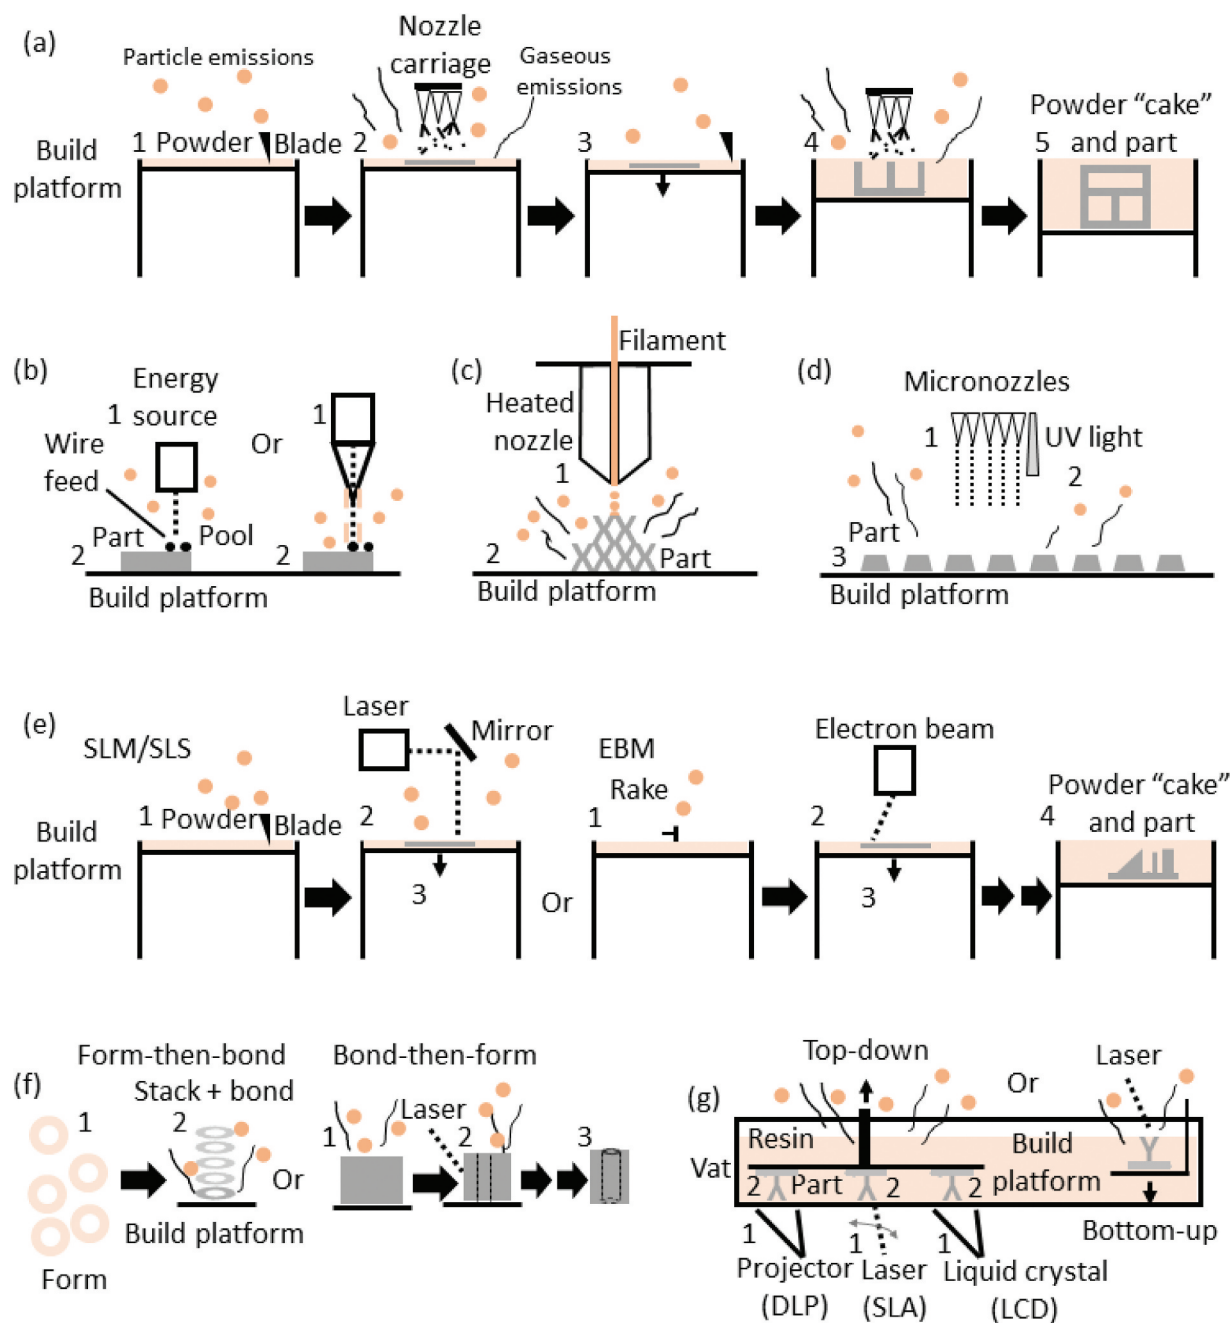 (a)
Particle emissions
Nozzle
carriage
Gaseous
emissions
Build
platform
1 Powder
Blade
2
3
4
5
Powder “cake”
and part
(b)
Energy
1 source
Wire
feed
Or
1
Part
Pool
2
2
Build platform
(c)
Filament
Heated
nozzle
1
2
Part
Build platform
(d)
Micronozzles
1
UV light
2
Part
3
Build platform
(e)
SLM/SLS
Laser
Mirror
EBM
Rake
Electron beam
Build
platform
1 Powder
Blade
2
3
Or
1
2
3
4
Powder “cake”
and part
(f)
Form-then-bond
Stack + bond
1
2
Or
Build platform
Form
Bond-then-form
Laser
1
2
3
(g)
Top-down
Or
Laser
Vat
Resin
Build
platform
2 Part
2
2
Bottom-up
1
1
1
Projector
(DLP)
Laser
(SLA)
Liquid crystal
(LCD)